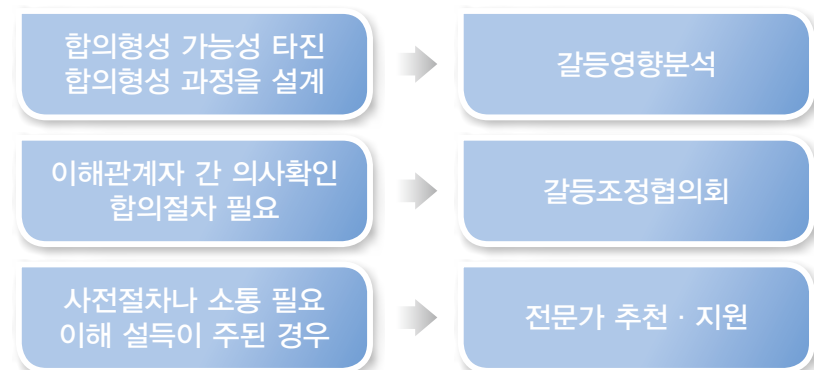 합의형성 가능성 타진
합의형성 과정을 설계
갈등영향분석
이해관계자 간 의사확인
합의절차 필요
갈등조정협의회
사전절차나 소통 필요
이해 설득이 주된 경우
전문가 추천 · 지원